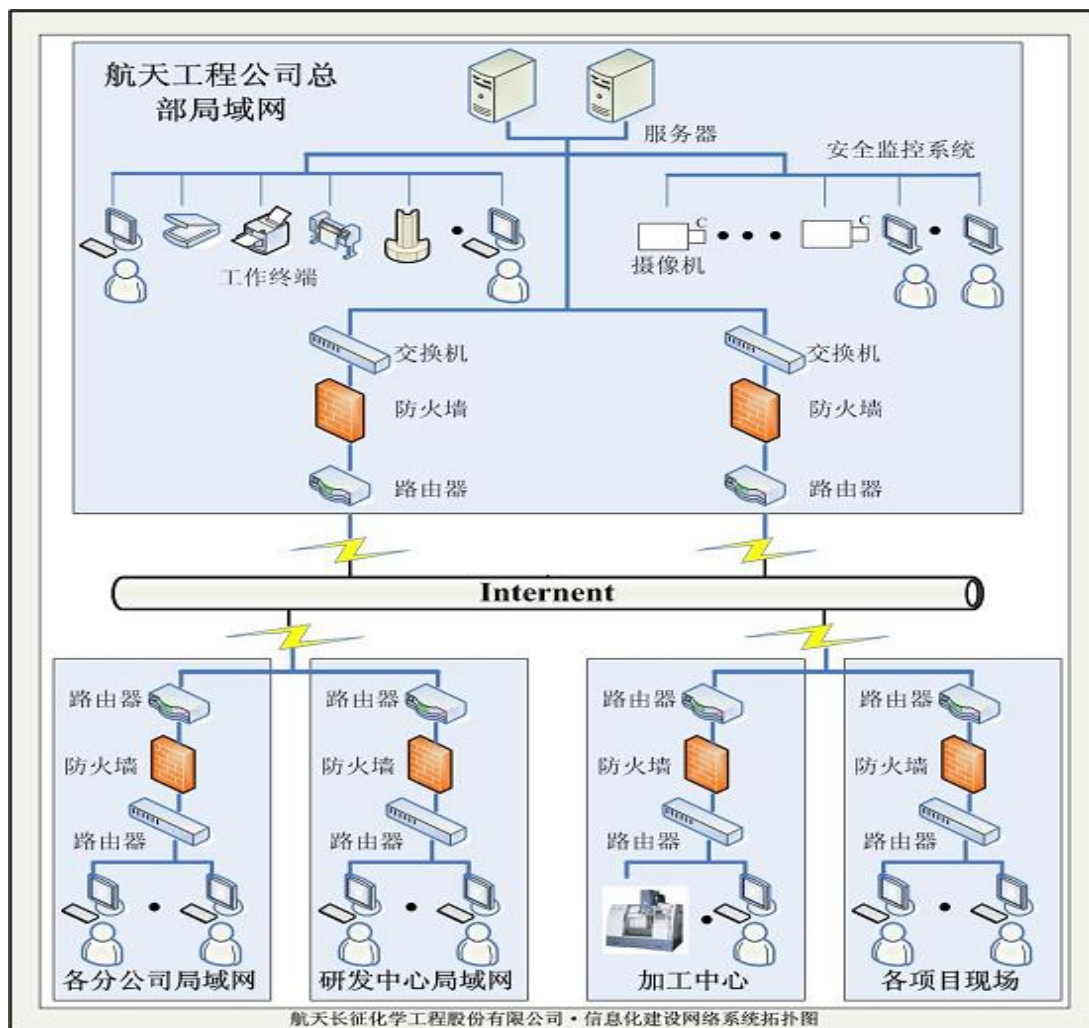 航天工程公司总
部局域网
服务器
安全监控系统
C
C
工作终端
摄像机
交换机
交换机
防火墙
防火墙
路由器
路由器
Internent
路由器
路由器
路由器
路由器
防火墙
防火墙
防火墙
防火墙
路由器
路由器
路由器
路由器
各分公司局域网
研发中心局域网
加工中心
各项目现场
航天长征化学工程股份有限公司·信息化建设网络系统拓扑图